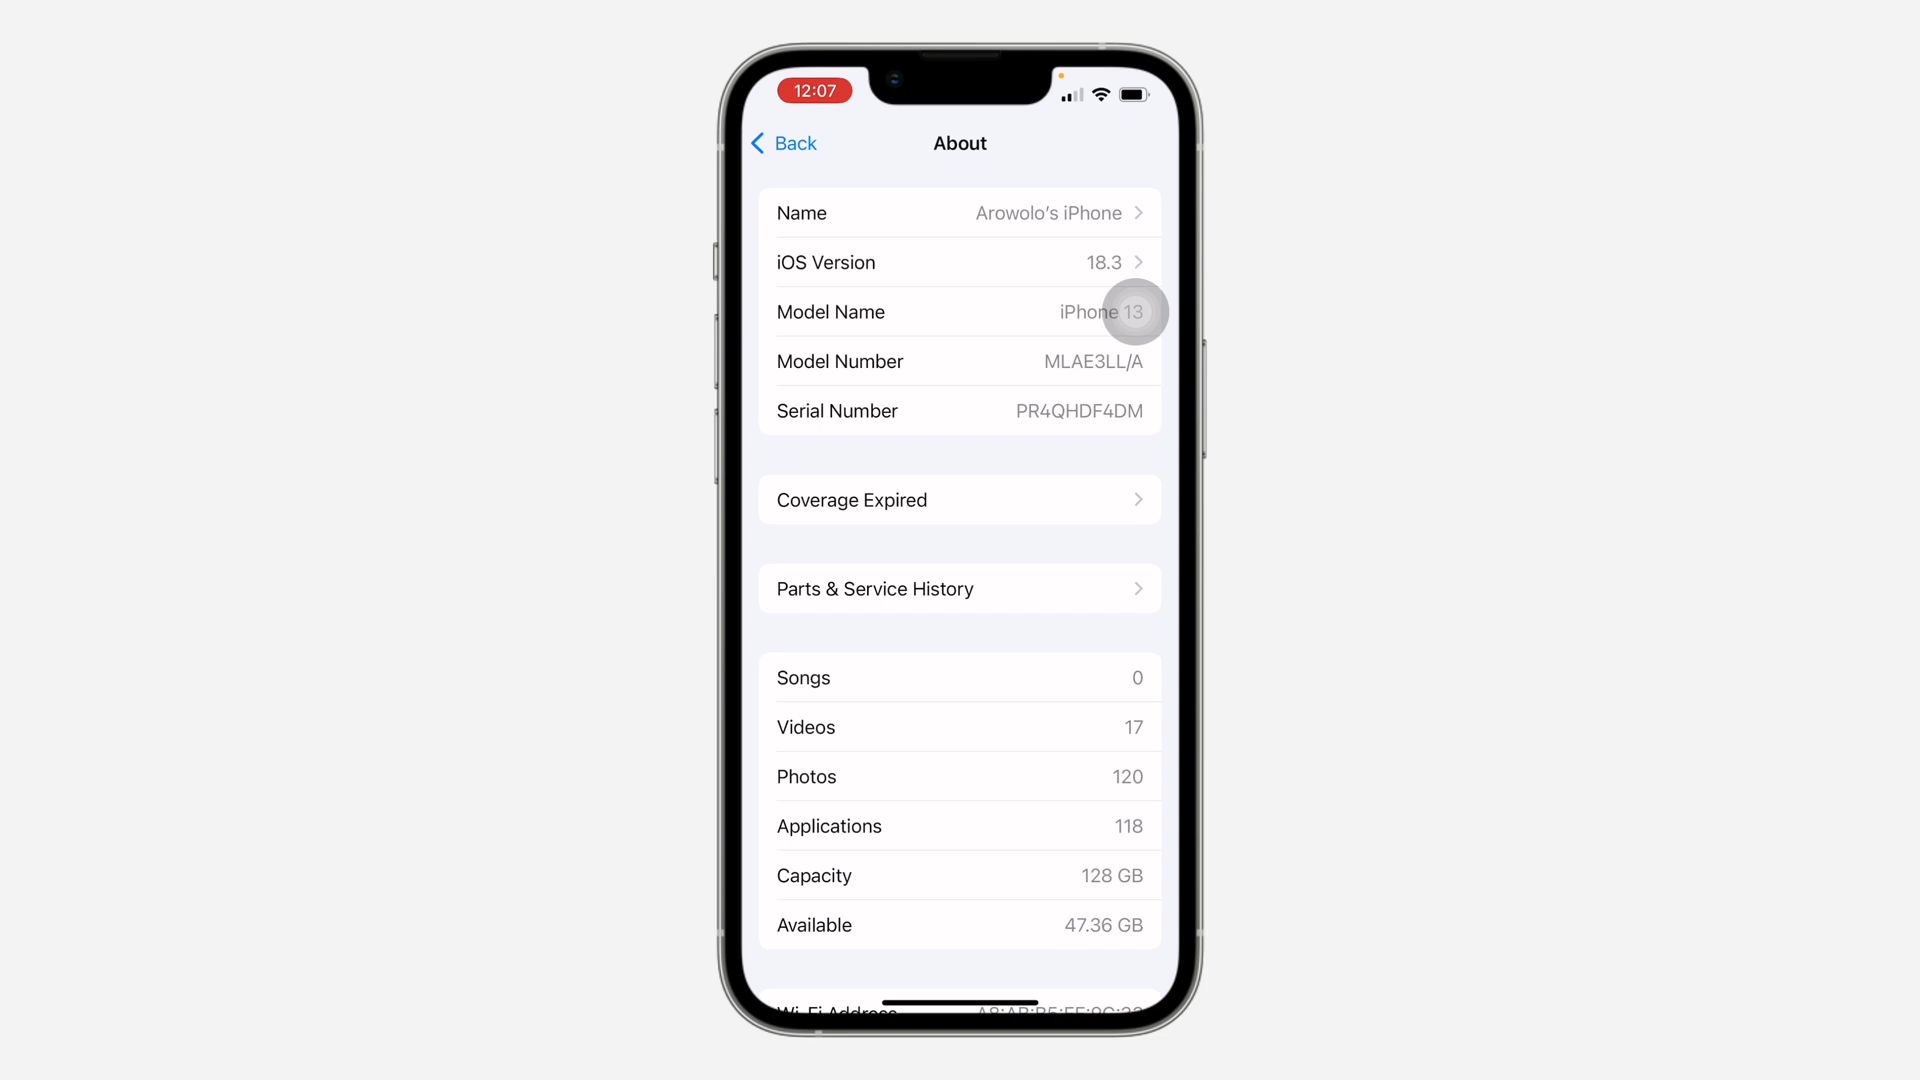 12:07
Back
About
Name Arowolo’s iPhone
iOS Version 18.3
Model Name iPhone 13
Model Number MLAE3LL/A
Serial Number PR4QHDF4DM
Coverage Expired
Parts & Service History
Songs 0
Videos 17
Photos 120
Applications 118
Capacity 128 GB
Available 47.36 GB
Wi-Fi Address